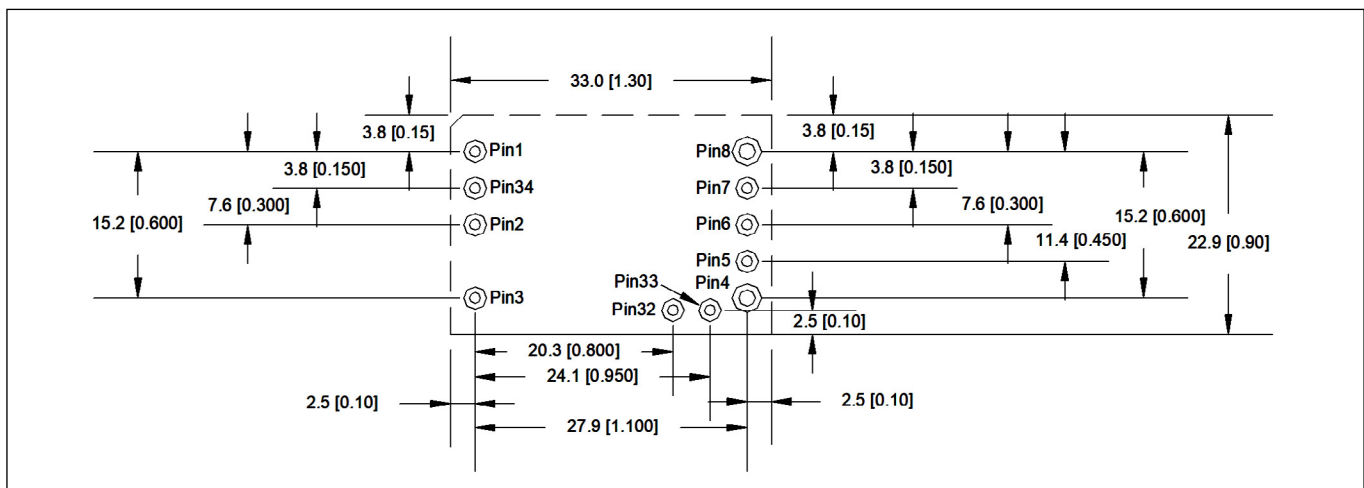 33.0 [1.30]
3.8 [0.15]
3.8 [0.15]
Pin1
Pin8
3.8 [0.150]
3.8 [0.150]
Pin34
Pin7
7.6 [0.300]
7.6 [0.300]
15.2 [0.600]
Pin2
Pin6
15.2 [0.600]
11.4 [0.450]
22.9 [0.90]
Pin5
Pin33
Pin4
Pin3
Pin32
2.5 [0.10]
20.3 [0.800]
24.1 [0.950]
2.5 [0.10]
2.5 [0.10]
27.9 [1.100]